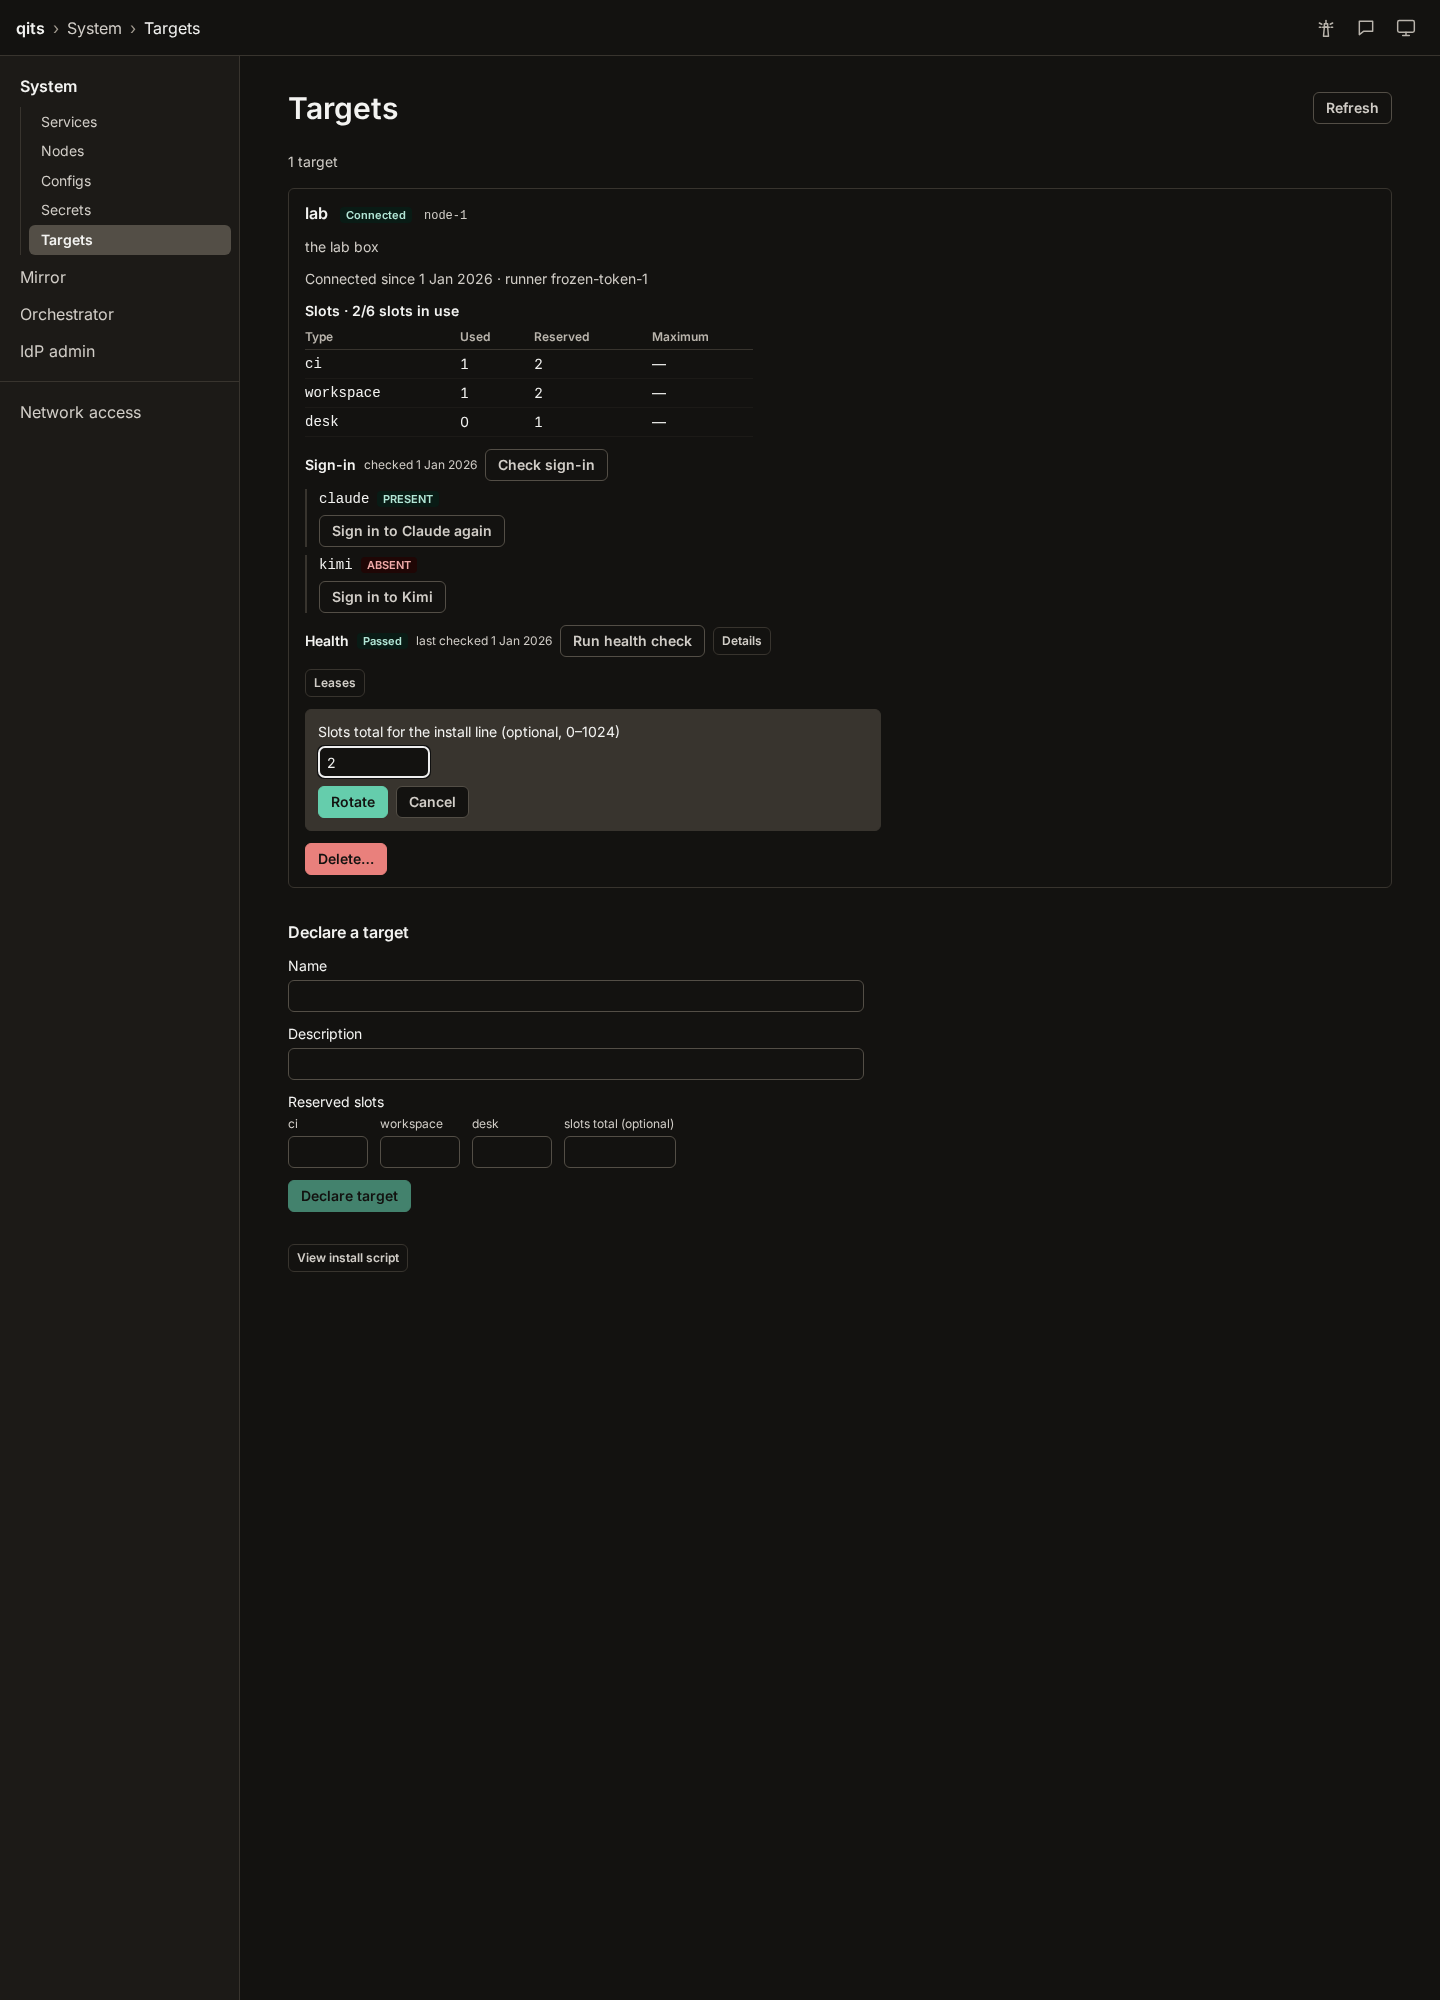 qits › System › Targets
System
Services
Nodes
Configs
Secrets
Targets
Mirror
Orchestrator
IdP admin
Network access
Targets
Refresh
1 target
lab Connected node-1
the lab box
Connected since 1 Jan 2026 · runner frozen-token-1
Slots · 2/6 slots in use
Type Used Reserved Maximum
ci 1 2 —
workspace 1 2 —
desk 0 1 —
Sign-in checked 1 Jan 2026 Check sign-in
claude PRESENT
Sign in to Claude again
kimi ABSENT
Sign in to Kimi
Health Passed last checked 1 Jan 2026 Run health check Details
Leases
Slots total for the install line (optional, 0–1024)
2
Rotate Cancel
Delete…
Declare a target
Name
Description
Reserved slots
ci workspace desk slots total (optional)
Declare target
View install script